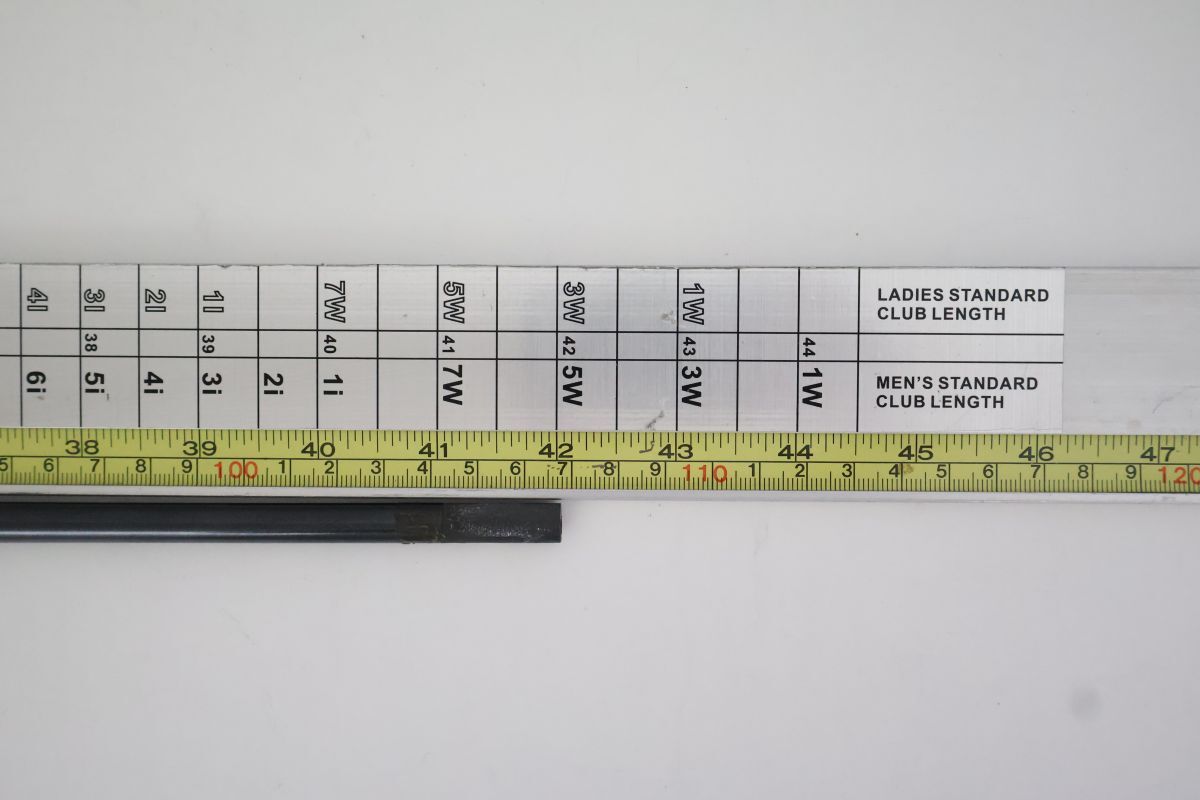 4I 3I 2I 1I 7W 5W 3W 1W
LADIES STANDARD
CLUB LENGTH
38 39 40 41 42 43 44
6i 5i 4i 3i 2i 1i 7W 5W 3W 1W
MEN'S STANDARD
CLUB LENGTH
38 39 40 41 42 43 44 45 46 47
5 6 7 8 9 100 1 2 3 4 5 6 7 8 9 110 1 2 3 4 5 6 7 8 9 120